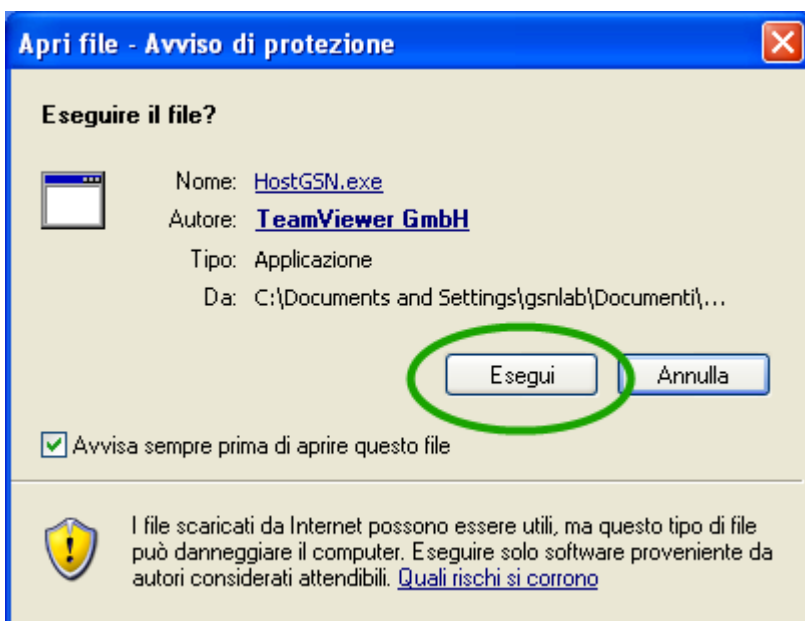 Apri file - Avviso di protezione
Eseguire il file?
Nome: HostGSN.exe
Autore: TeamViewer GmbH
Tipo: Applicazione
Da: C:\Documents and Settings\gsnlab\Documenti\...
Esegui Annulla
Avvisa sempre prima di aprire questo file
I file scaricati da Internet possono essere utili, ma questo tipo di file
può danneggiare il computer. Eseguire solo software proveniente da
autori considerati attendibili. Quali rischi si corrono